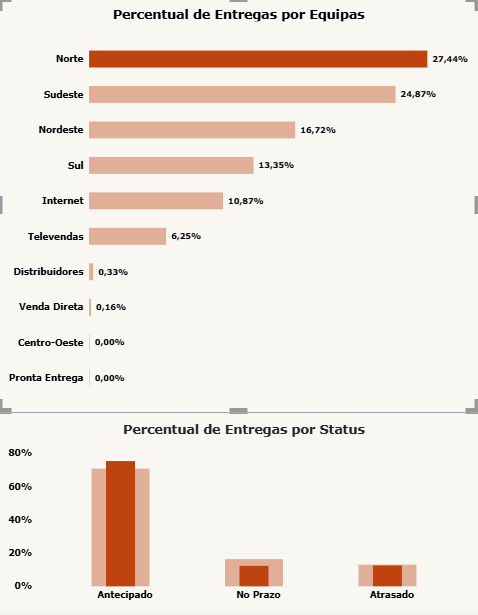 Percentual de Entregas por Equipas
Norte 27,44%
Sudeste 24,87%
Nordeste 16,72%
Sul 13,35%
Internet 10,87%
Televendas 6,25%
Distribuidores 0,33%
Venda Direta 0,16%
Centro-Oeste 0,00%
Pronta Entrega 0,00%
Percentual de Entregas por Status
80%
60%
40%
20%
0%
Antecipado No Prazo Atrasado